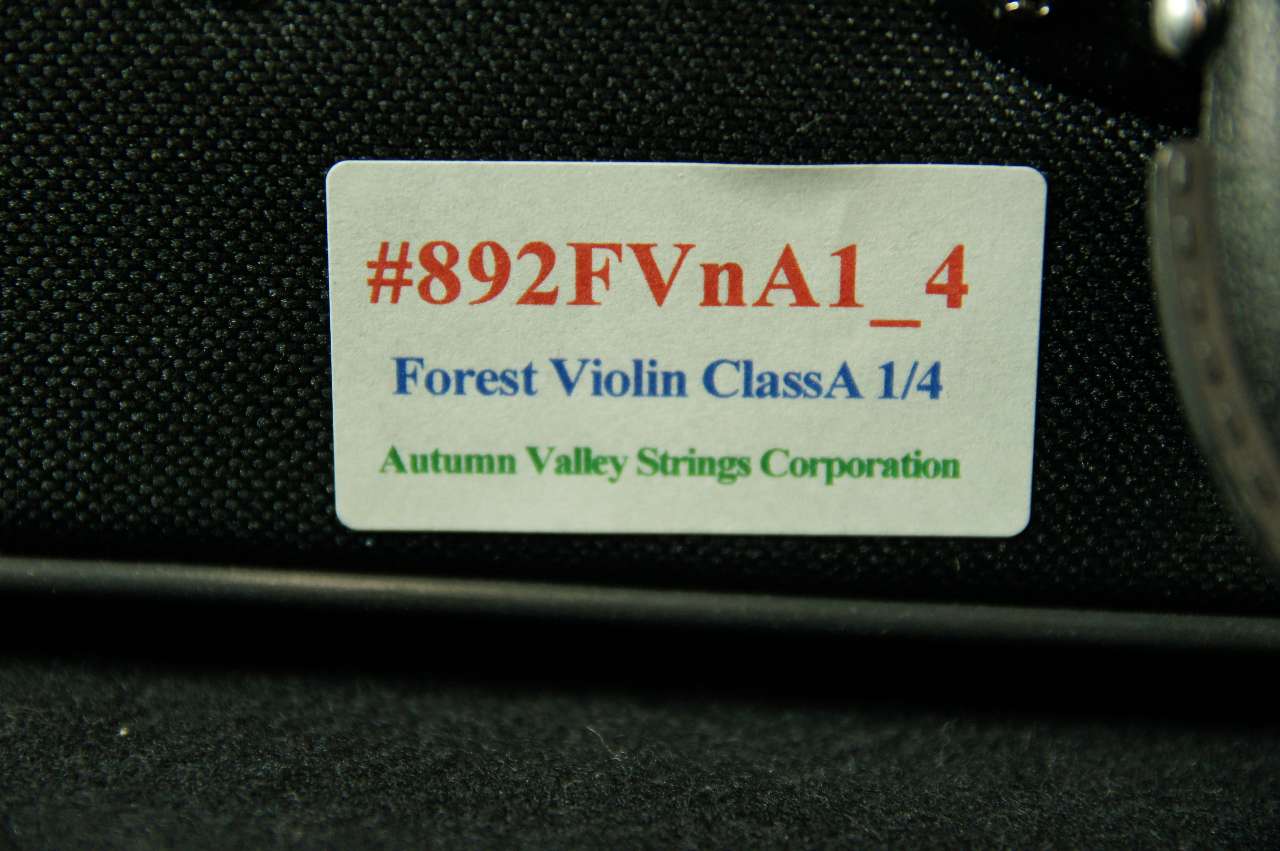 #892FVnA1_4
Forest Violin ClassA 1/4
Autumn Valley Strings Corporation